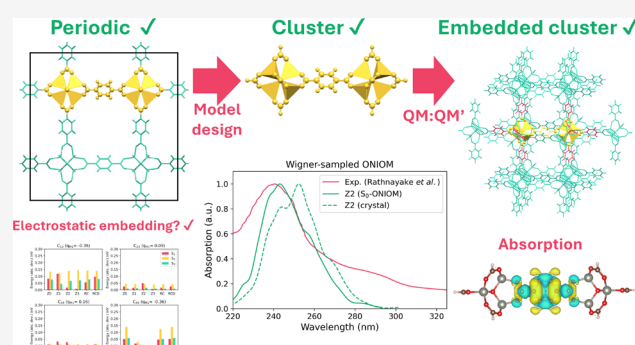 Periodic ✓
Cluster ✓
Embedded cluster ✓
Model
design
QM:QM'
Electrostatic embedding? ✓
Wigner-sampled ONIOM
Exp. (Rathnayake et al.)
Z2 (S₀-ONIOM)
Z2 (crystal)
Absorption (a.u.)
1.0
0.8
0.6
0.4
0.2
0.0
220 240 260 280 300 320
Wavelength (nm)
Absorption